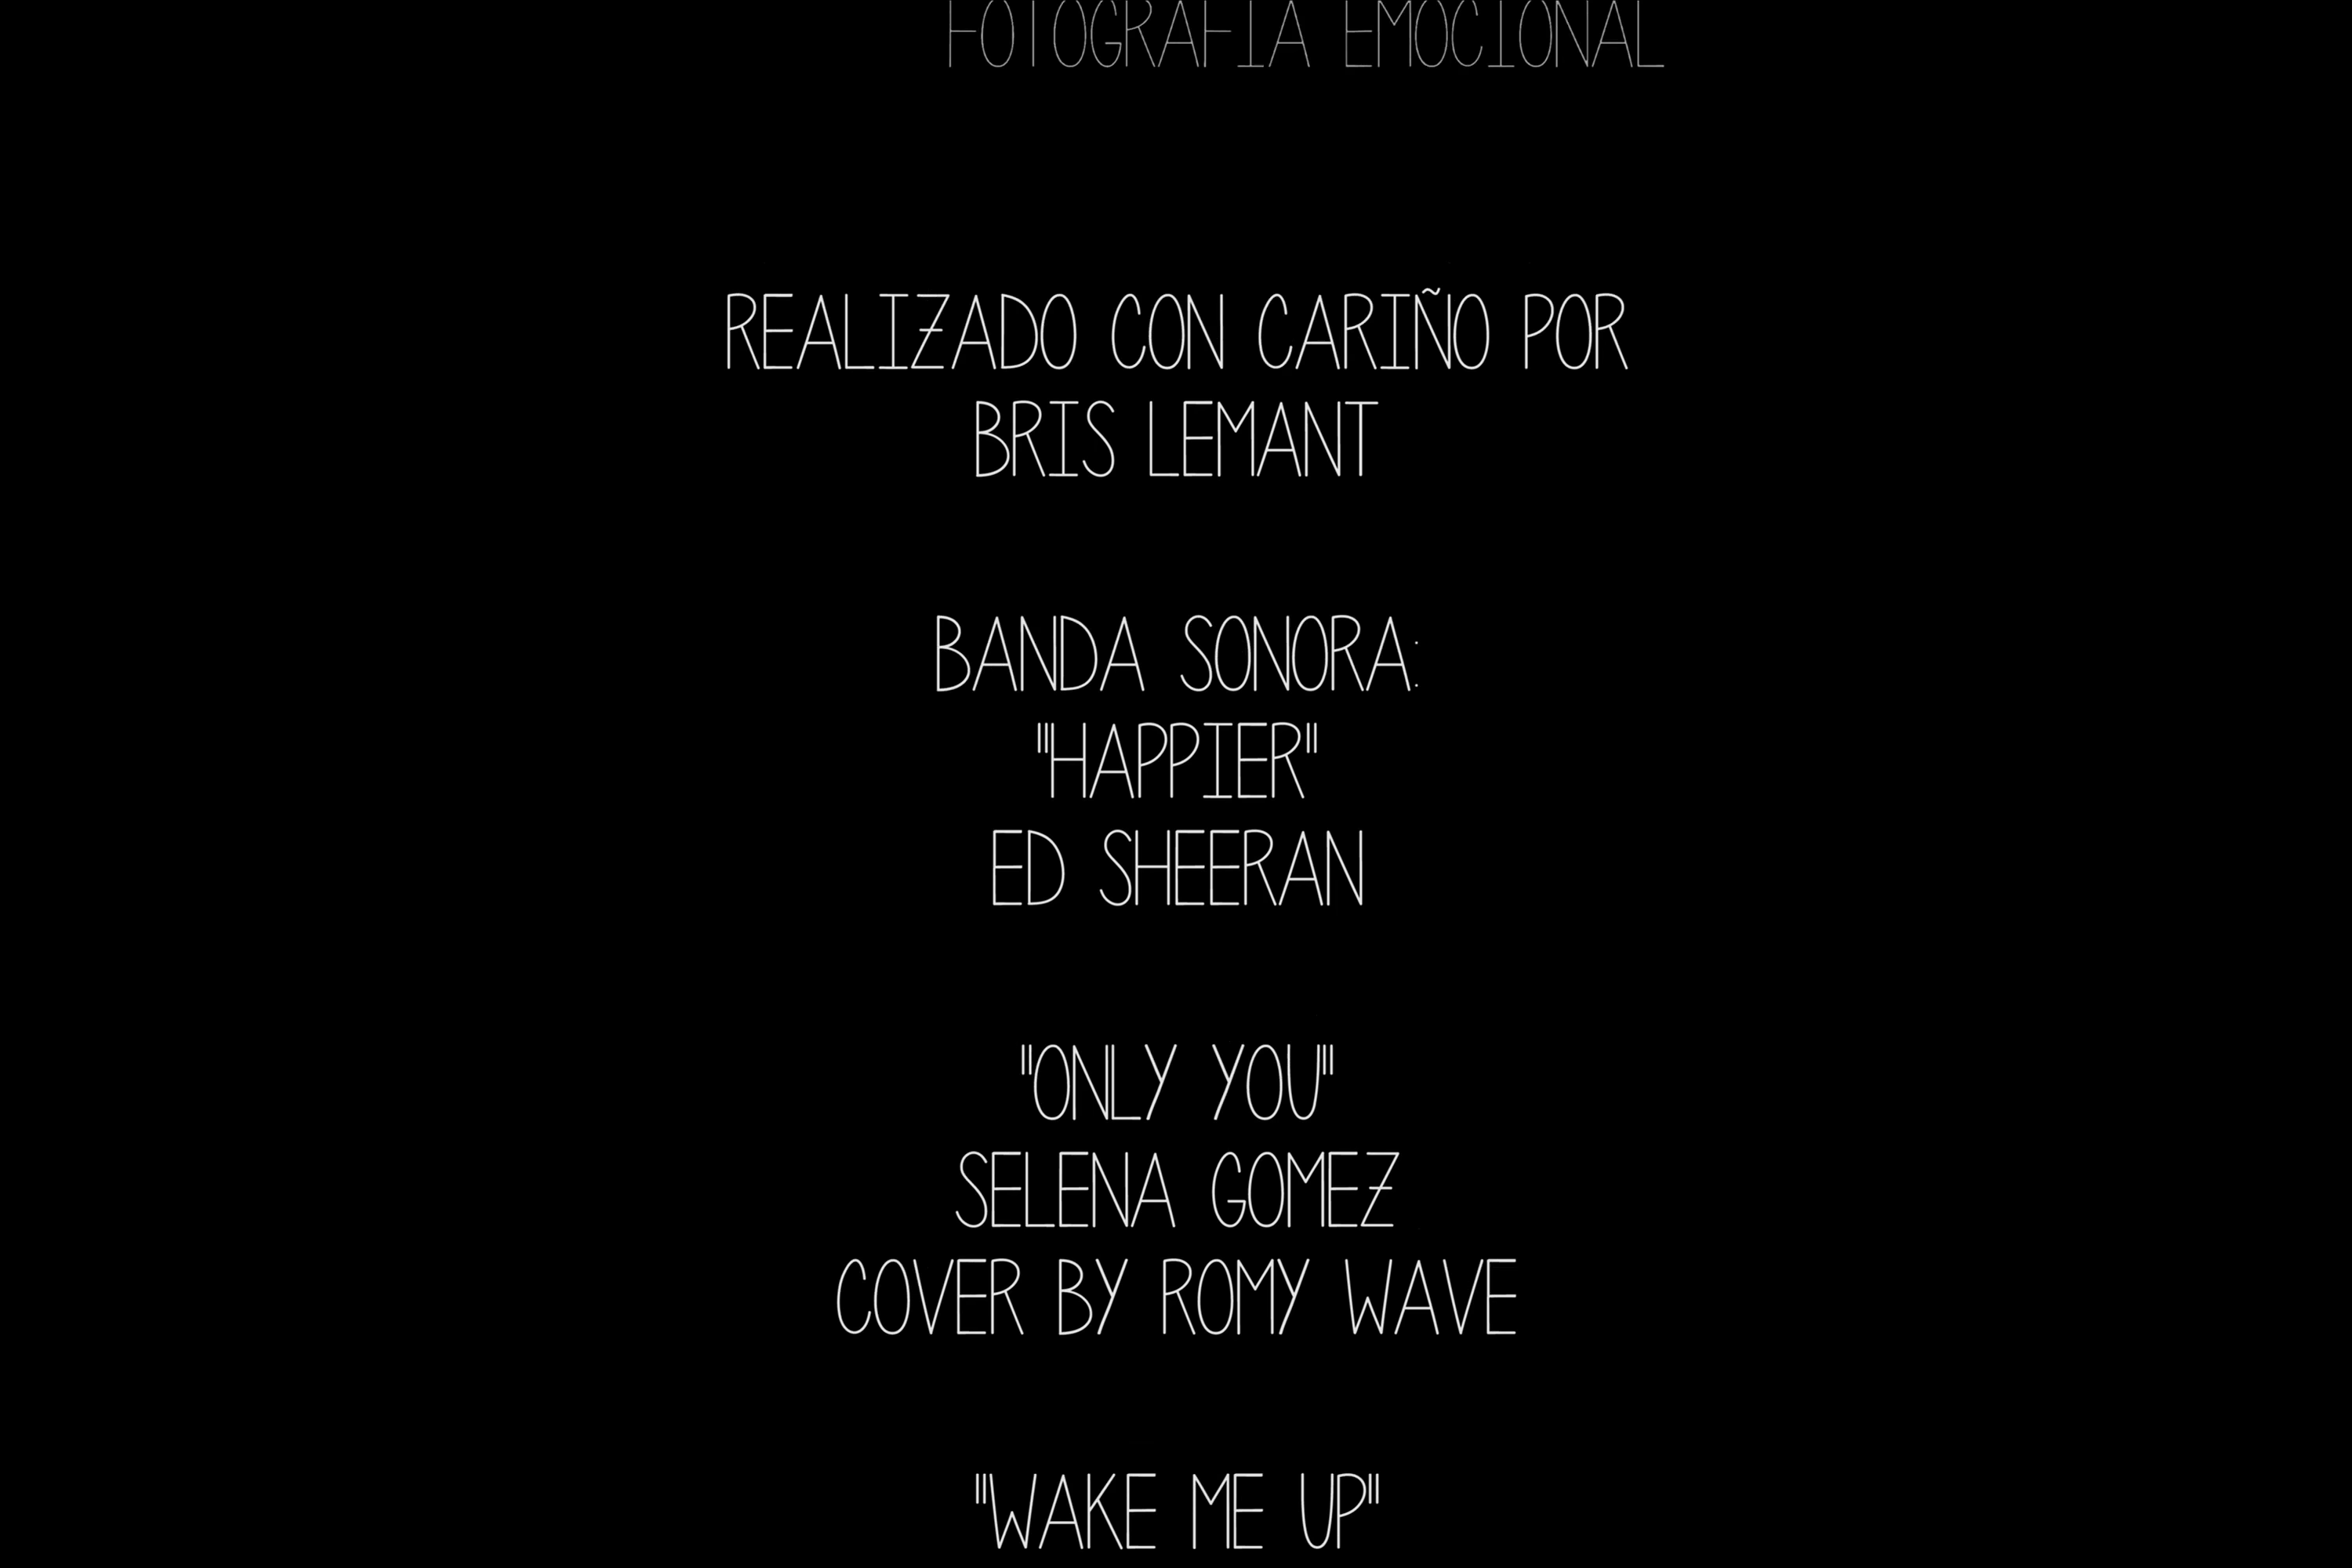 FOTOGRAFIA EMOCIONAL
REALIZADO CON CARIÑO POR
BRIS LEMANT
BANDA SONORA:
"HAPPIER"
ED SHEERAN
"ONLY YOU"
SELENA GOMEZ
COVER BY ROMY WAVE
"WAKE ME UP"